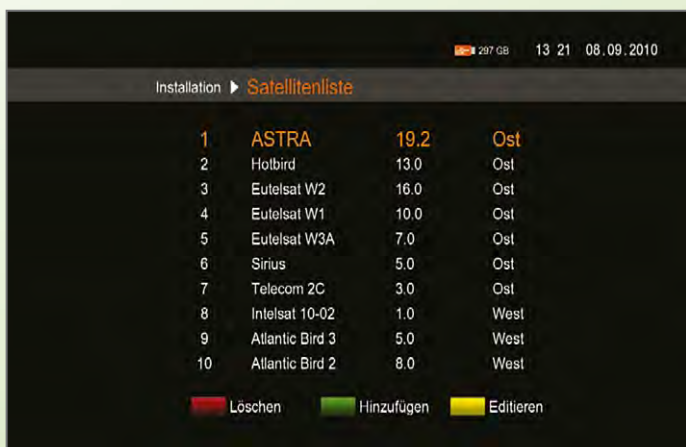 297 GB 13 21 08.09.2010
Installation ▶ Satellitenliste
1 ASTRA 19.2 Ost
2 Hotbird 13.0 Ost
3 Eutelsat W2 16.0 Ost
4 Eutelsat W1 10.0 Ost
5 Eutelsat W3A 7.0 Ost
6 Sirius 5.0 Ost
7 Telecom 2C 3.0 Ost
8 Intelsat 10-02 1.0 West
9 Atlantic Bird 3 5.0 West
10 Atlantic Bird 2 8.0 West
Löschen Hinzufügen Editieren